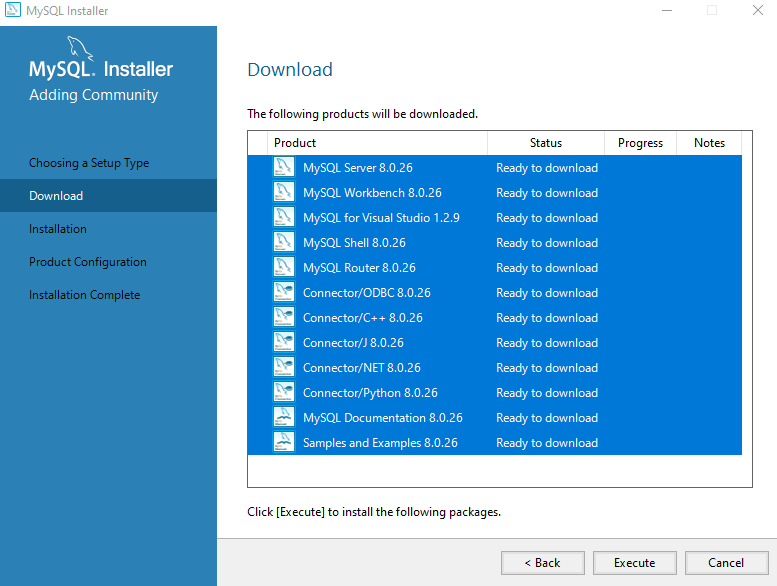 MySQL Installer
MySQL. Installer
Adding Community
Choosing a Setup Type
Download
Installation
Product Configuration
Installation Complete
Download
The following products will be downloaded.
Product Status Progress Notes
MySQL Server 8.0.26 Ready to download
MySQL Workbench 8.0.26 Ready to download
MySQL for Visual Studio 1.2.9 Ready to download
MySQL Shell 8.0.26 Ready to download
MySQL Router 8.0.26 Ready to download
Connector/ODBC 8.0.26 Ready to download
Connector/C++ 8.0.26 Ready to download
Connector/J 8.0.26 Ready to download
Connector/NET 8.0.26 Ready to download
Connector/Python 8.0.26 Ready to download
MySQL Documentation 8.0.26 Ready to download
Samples and Examples 8.0.26 Ready to download
Click [Execute] to install the following packages.
< Back Execute Cancel